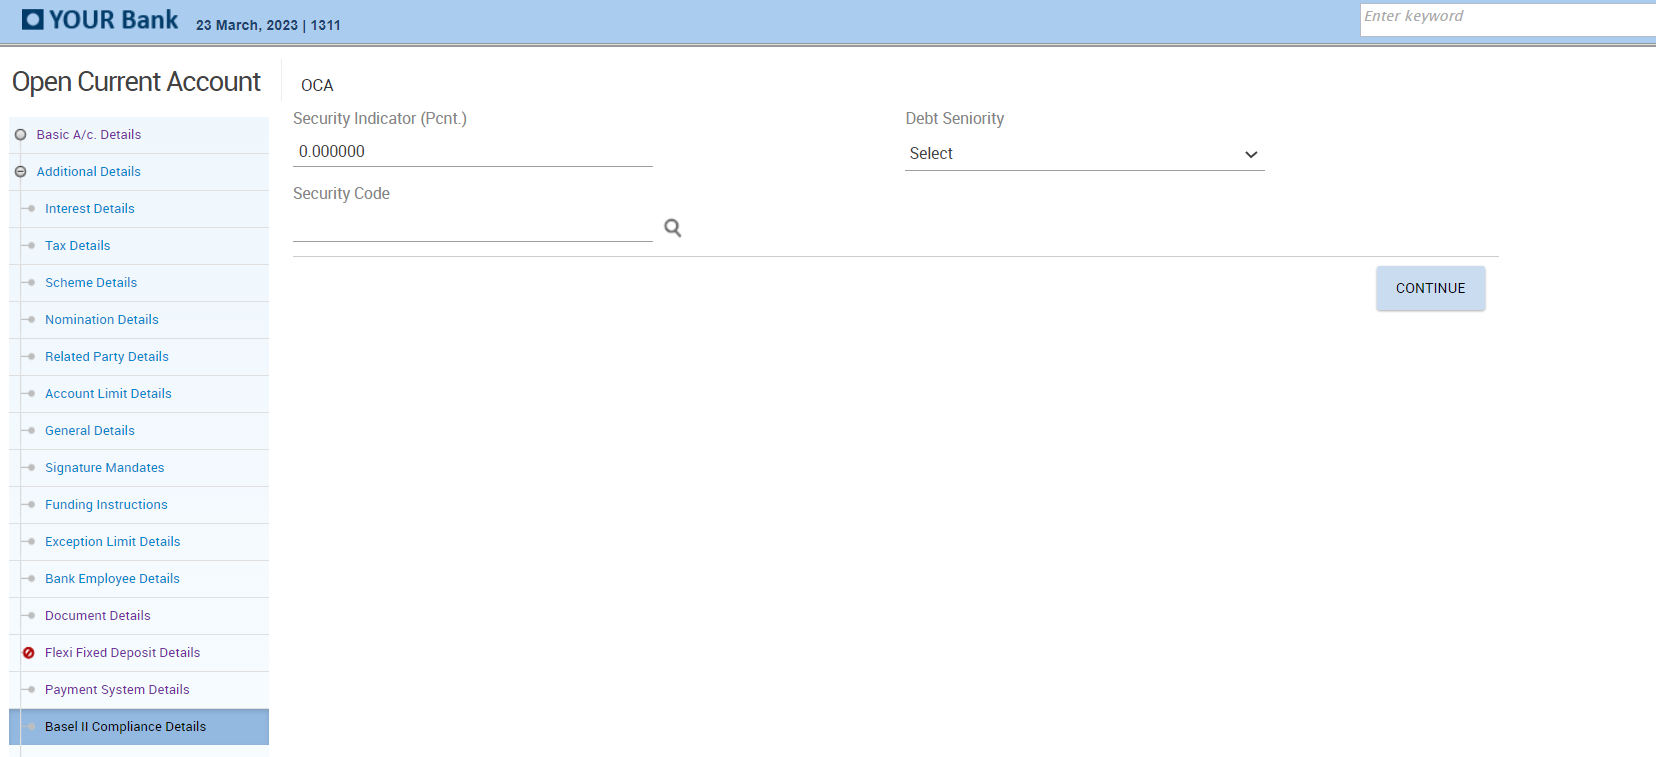 YOUR Bank 23 March, 2023 | 1311
Enter keyword
Open Current Account
OCA
Basic A/c. Details
Additional Details
Interest Details
Tax Details
Scheme Details
Nomination Details
Related Party Details
Account Limit Details
General Details
Signature Mandates
Funding Instructions
Exception Limit Details
Bank Employee Details
Document Details
Flexi Fixed Deposit Details
Payment System Details
Basel II Compliance Details
Security Indicator (Pcnt.)
0.000000
Debt Seniority
Select
Security Code
CONTINUE